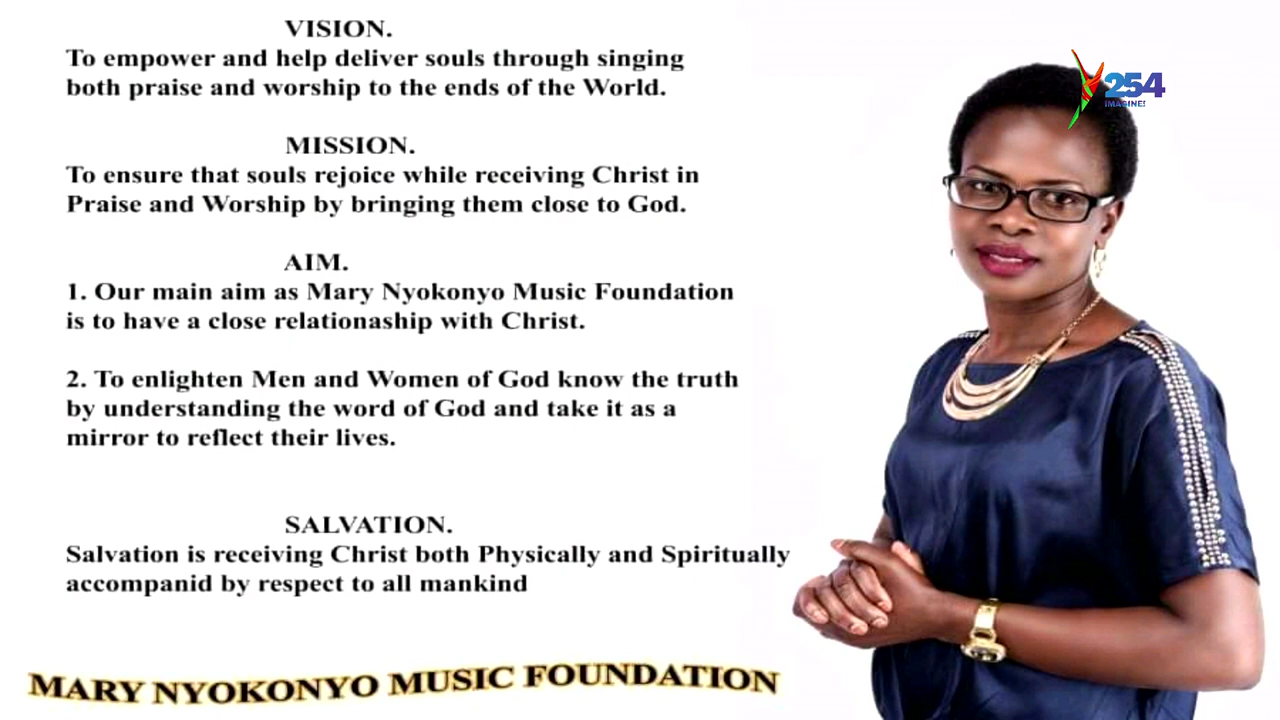 VISION.
To empower and help deliver souls through singing
both praise and worship to the ends of the World.
MISSION.
To ensure that souls rejoice while receiving Christ in
Praise and Worship by bringing them close to God.
AIM.
1. Our main aim as Mary Nyokonyo Music Foundation
is to have a close relationaship with Christ.
2. To enlighten Men and Women of God know the truth
by understanding the word of God and take it as a
mirror to reflect their lives.
SALVATION.
Salvation is receiving Christ both Physically and Spiritually
accompanid by respect to all mankind
MARY NYOKONYO MUSIC FOUNDATION
Y254
IMAGINE!